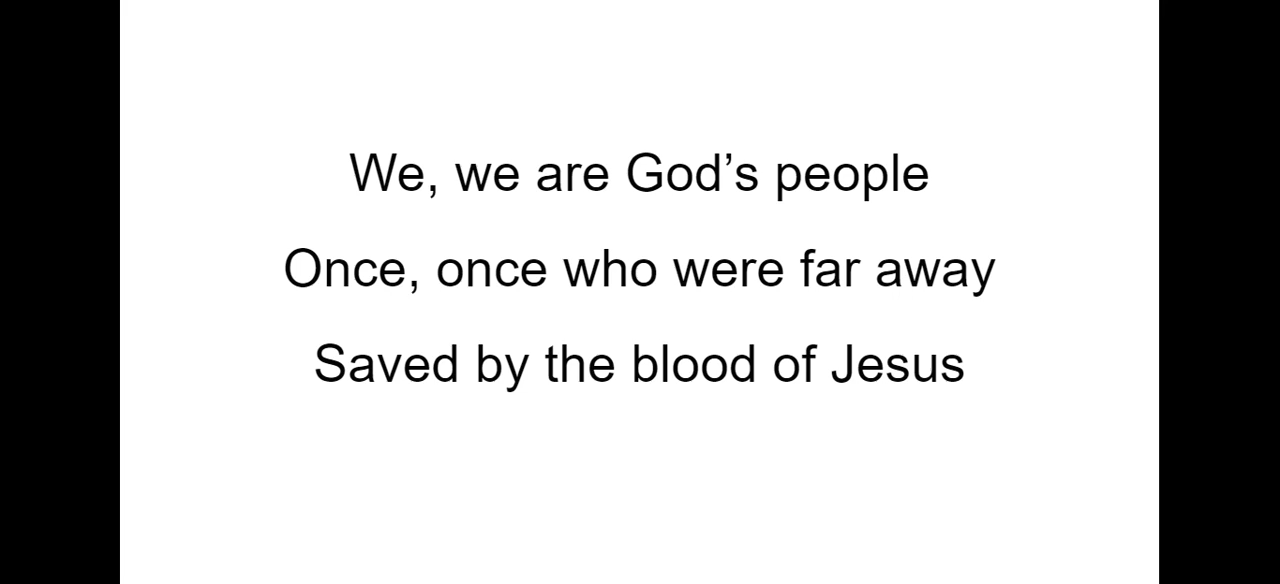 We, we are God’s people
Once, once who were far away
Saved by the blood of Jesus